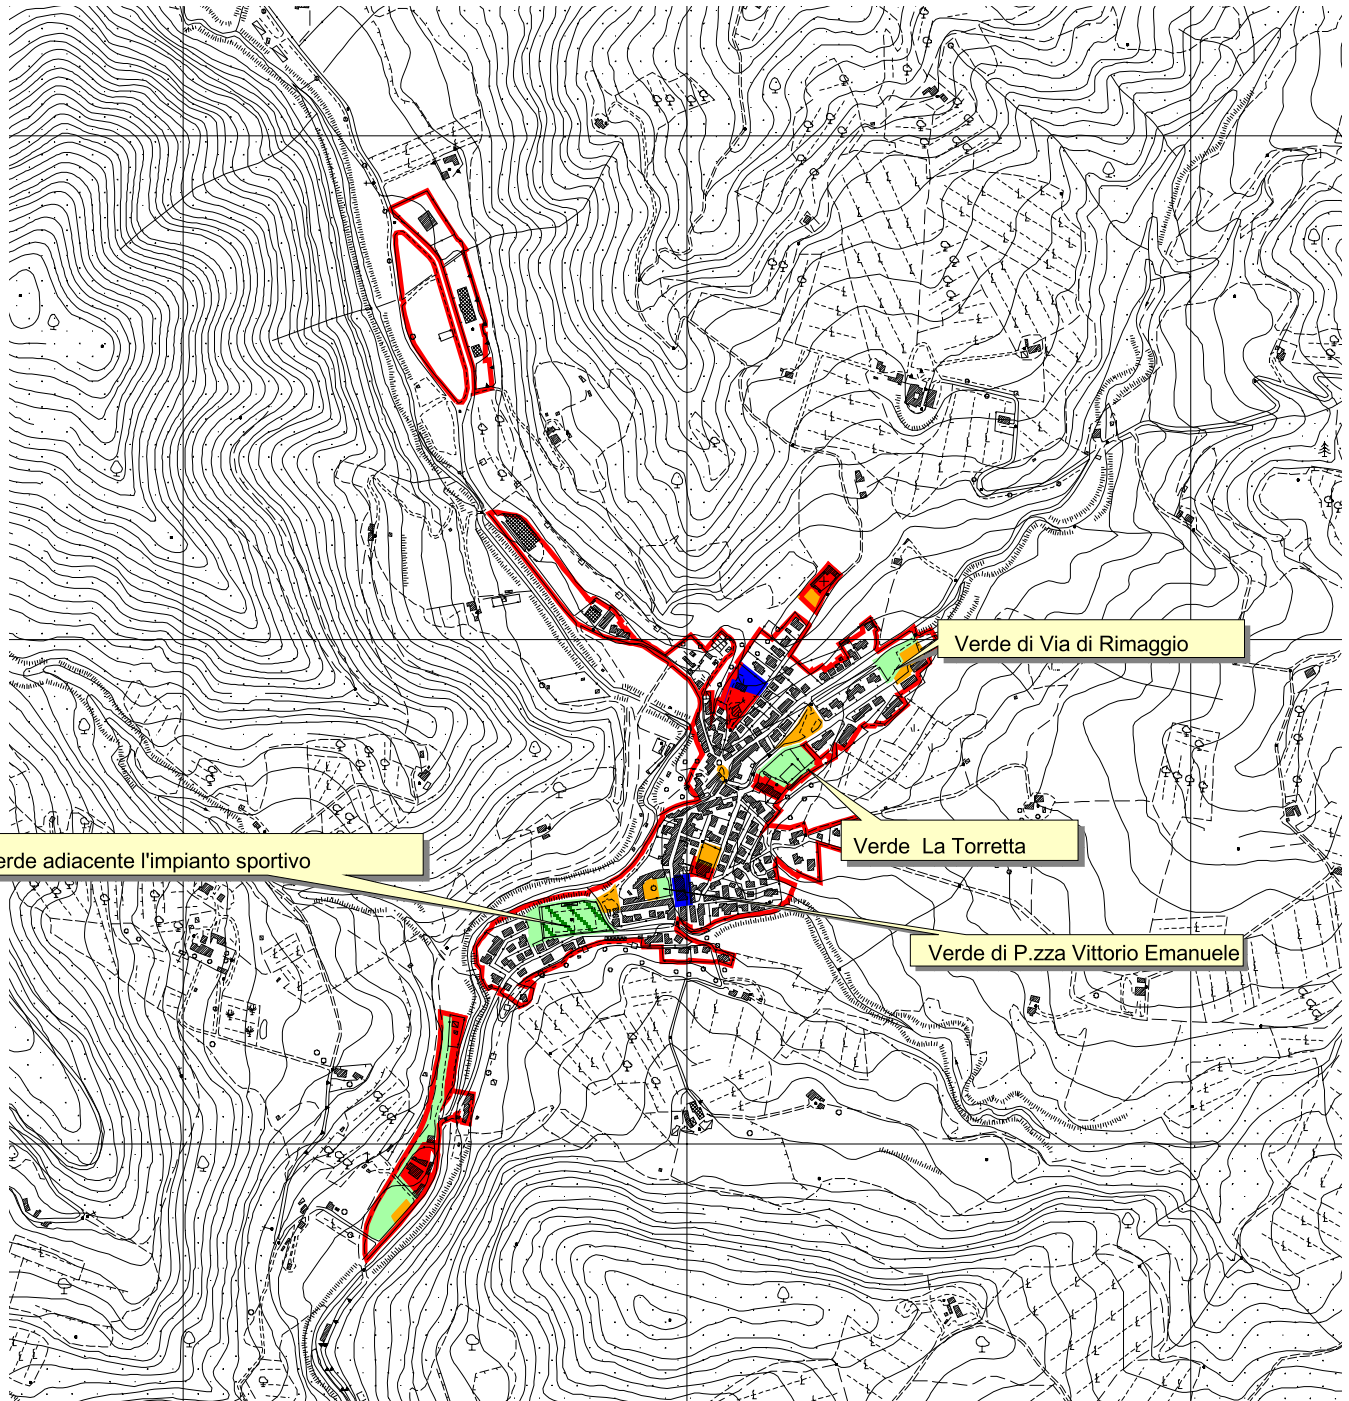 Verde di Via di Rimaggio
Verde La Torretta
erde adiacente l'impianto sportivo
Verde di P.zza Vittorio Emanuele